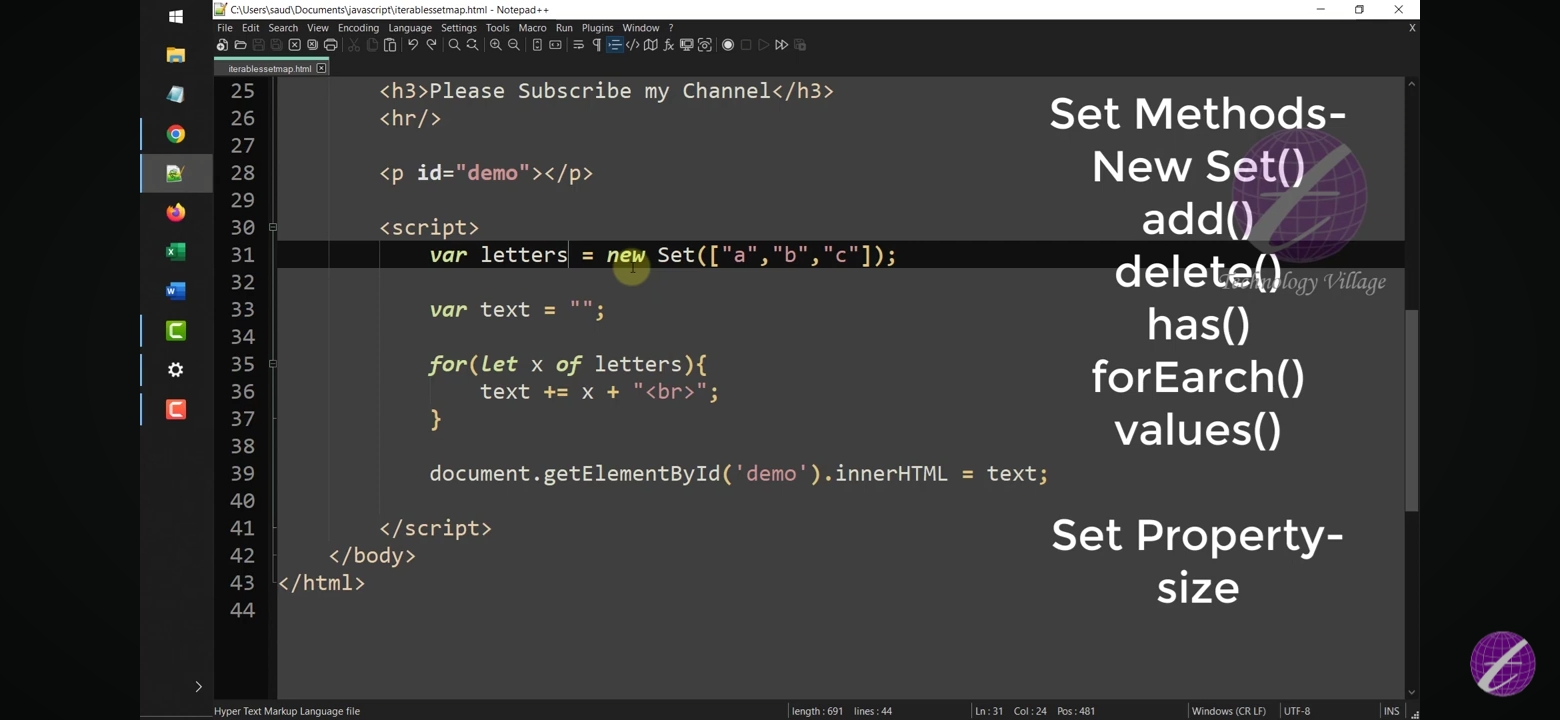 C:\Users\saud\Documents\javascript\iterablessetmap.html - Notepad++
File Edit Search View Encoding Language Settings Tools Macro Run Plugins Window ? X
iterablessetmap.html
25 <h3>Please Subscribe my Channel</h3>
26 <hr/>
27
28 <p id="demo"></p>
29
30 <script>
31 var letters = new Set(["a","b","c"]);
32
33 var text = "";
34
35 for(let x of letters){
36 text += x + "<br>";
37 }
38
39 document.getElementById('demo').innerHTML = text;
40
41 </script>
42 </body>
43 </html>
44
Set Methods-
New Set()
add()
delete()
Technology Village
has()
forEarch()
values()
Set Property-
size
Hyper Text Markup Language file length : 691 lines : 44 Ln : 31 Col : 24 Pos : 481 Windows (CR LF) UTF-8 INS